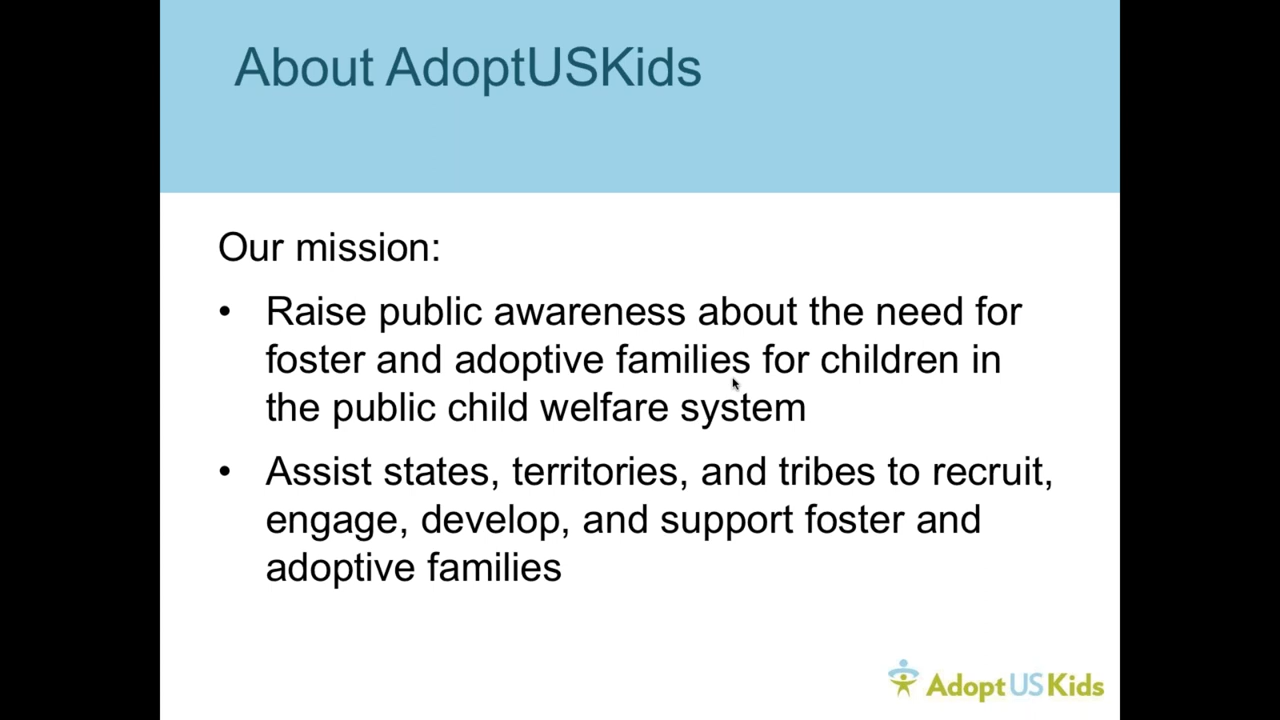 About AdoptUSKids
Our mission:
• Raise public awareness about the need for
foster and adoptive families for children in
the public child welfare system
• Assist states, territories, and tribes to recruit,
engage, develop, and support foster and
adoptive families
AdoptUSKids